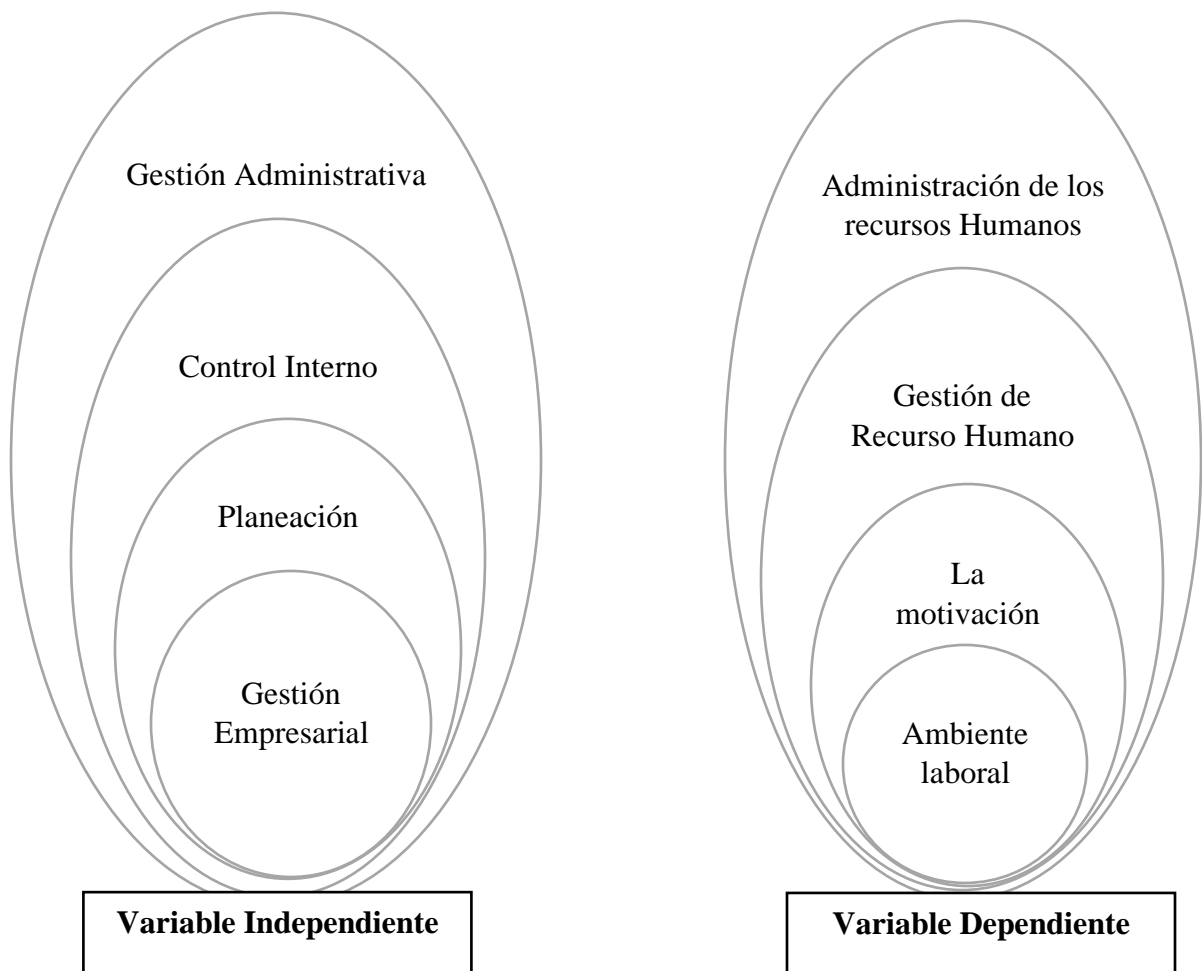 Gestión Administrativa
Control Interno
Planeación
Gestión
Empresarial
Variable Independiente
Administración de los
recursos Humanos
Gestión de
Recurso Humano
La
motivación
Ambiente
laboral
Variable Dependiente